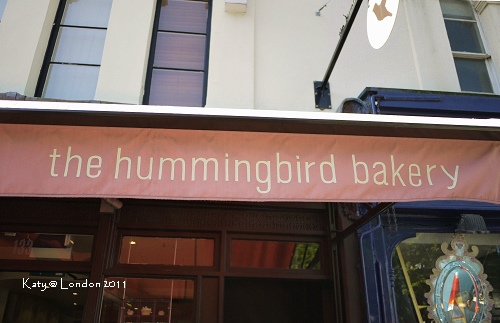 the hummingbird bakery
Katy@London 2011